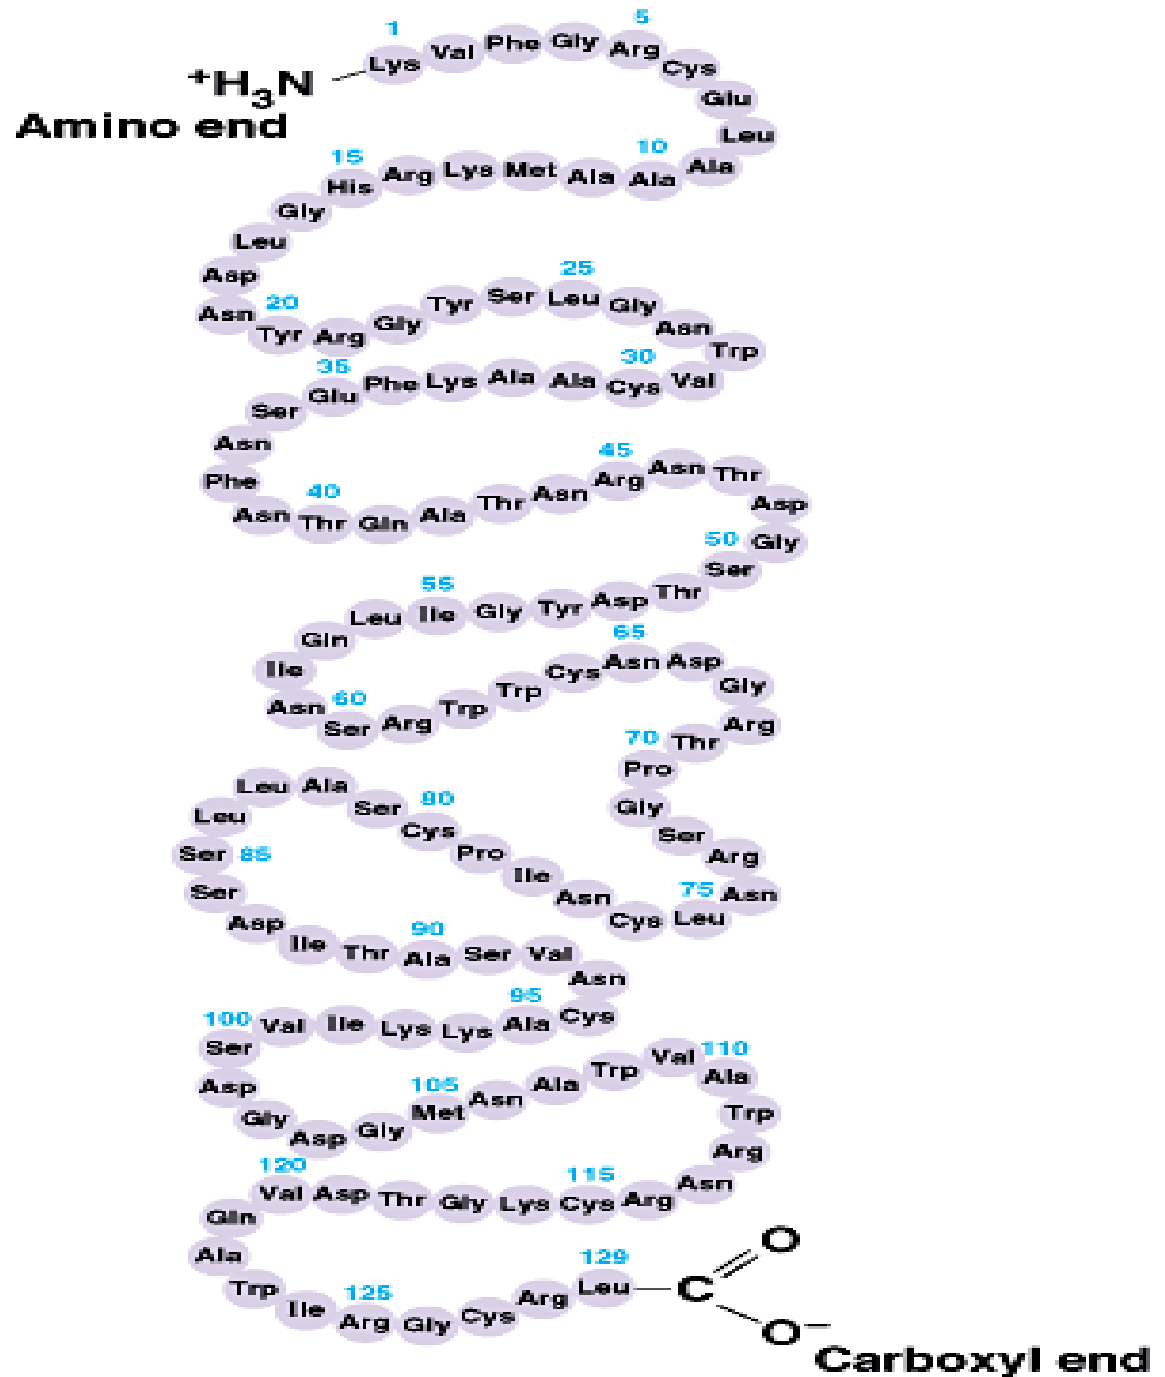 1 5
+H3N Lys Val Phe Gly Arg Cys Glu Leu
Amino end
15 10
Ala Ala Ala Met Lys Arg His Gly Leu Asp Asn
20 25
Tyr Arg Gly Tyr Ser Leu Gly Asn Trp
35 30
Val Cys Ala Ala Lys Phe Glu Ser Asn Phe Asn
40 45
Thr Gln Ala Thr Asn Arg Asn Thr Asp Gly
55 50
Ser Thr Asp Tyr Gly Ile Leu Gln Ile Asn
60 65
Ser Arg Trp Trp Cys Asn Asp Gly Arg
70
Thr Pro Gly Ser Arg Asn
75
Leu Cys Asn Ile Pro
80
Cys Ser Ala Leu Leu
85
Ser Ser Asp Ile Thr
90
Ala Ser Val Asn
100 95
Cys Ala Lys Lys Ile Val Ser Asp Gly Asp
105 110
Gly Met Asn Ala Trp Val Ala Trp Arg Asn
120 115
Arg Cys Lys Gly Thr Asp Val Gln Ala Trp
125 129
Ile Arg Gly Cys Arg Leu C O O−
Carboxyl end